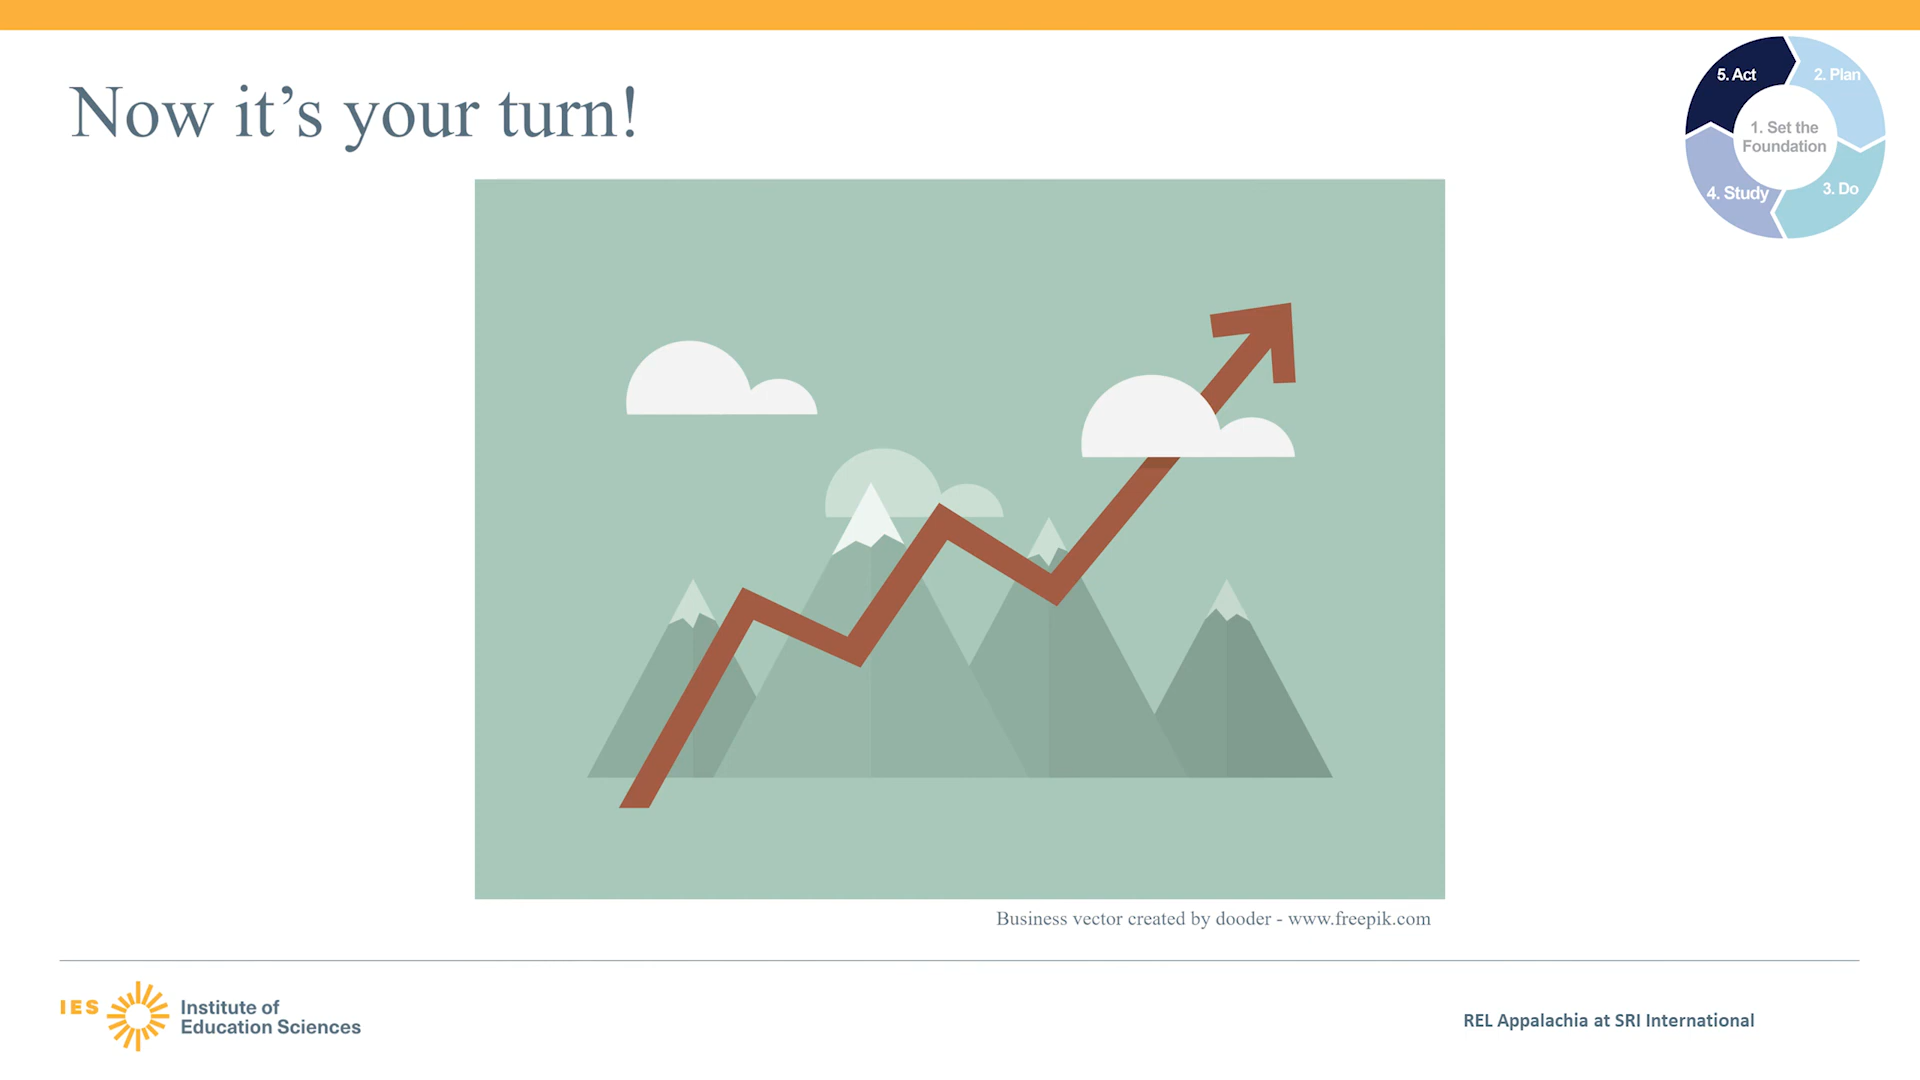 Now it’s your turn!
5. Act
2. Plan
1. Set the
Foundation
4. Study
3. Do
Business vector created by dooder - www.freepik.com
IES
Institute of
Education Sciences
REL Appalachia at SRI International